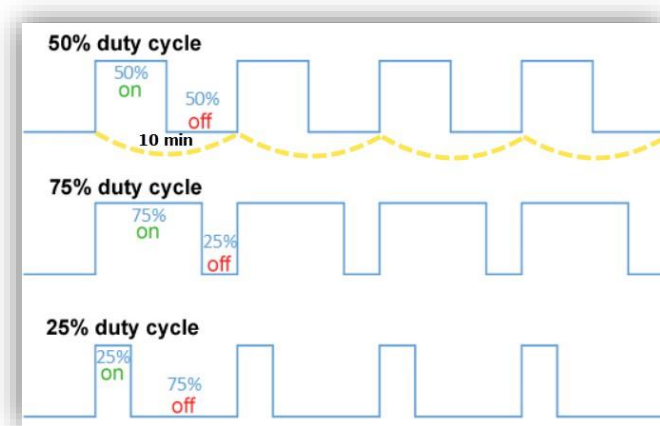 50% duty cycle
50%
on
50%
off
10 min
75% duty cycle
75%
on
25%
off
25% duty cycle
25%
on
75%
off